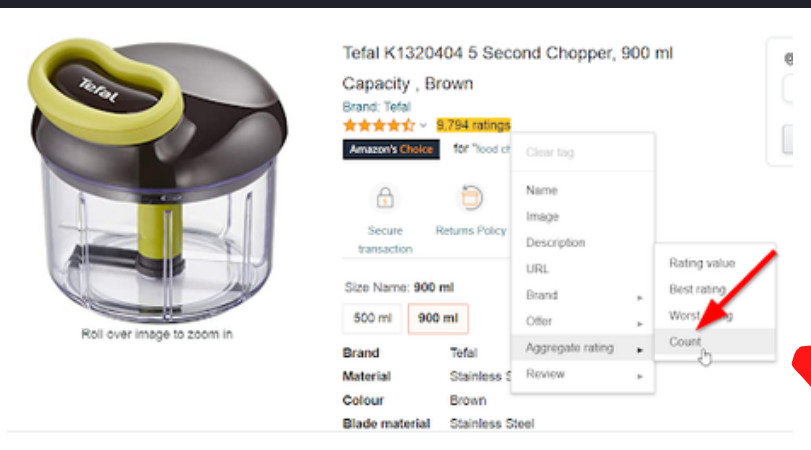 Tefal
Roll over image to zoom in
Tefal K1320404 5 Second Chopper, 900 ml
Capacity , Brown
Brand: Tefal
9,794 ratings
Amazon's Choice for "food ch
Secure
transaction
Returns Policy
Size Name: 900 ml
500 ml 900 ml
Brand Tefal
Material Stainless S
Colour Brown
Blade material Stainless Steel
Clear tag
Name
Image
Description
URL
Brand
Offer
Aggregate rating
Review
Rating value
Best rating
Worst
Count